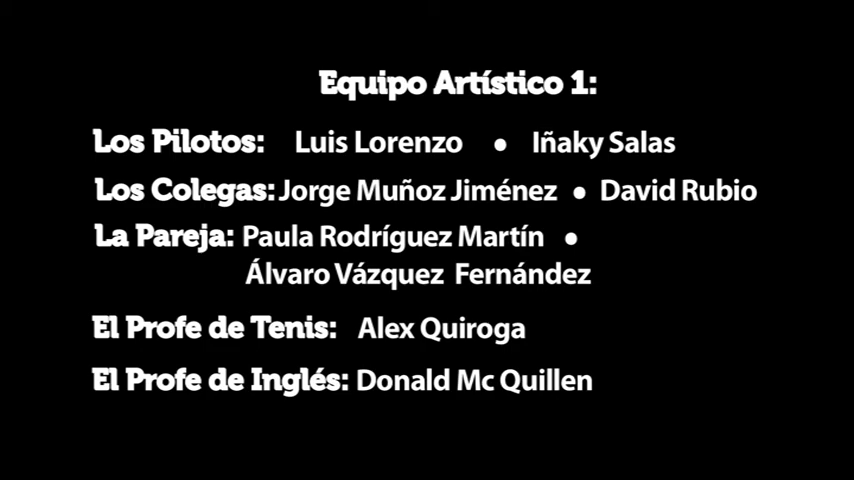 Equipo Artístico 1:
Los Pilotos: Luis Lorenzo • Iñaky Salas
Los Colegas: Jorge Muñoz Jiménez • David Rubio
La Pareja: Paula Rodríguez Martín •
Álvaro Vázquez Fernández
El Profe de Tenis: Alex Quiroga
El Profe de Inglés: Donald Mc Quillen